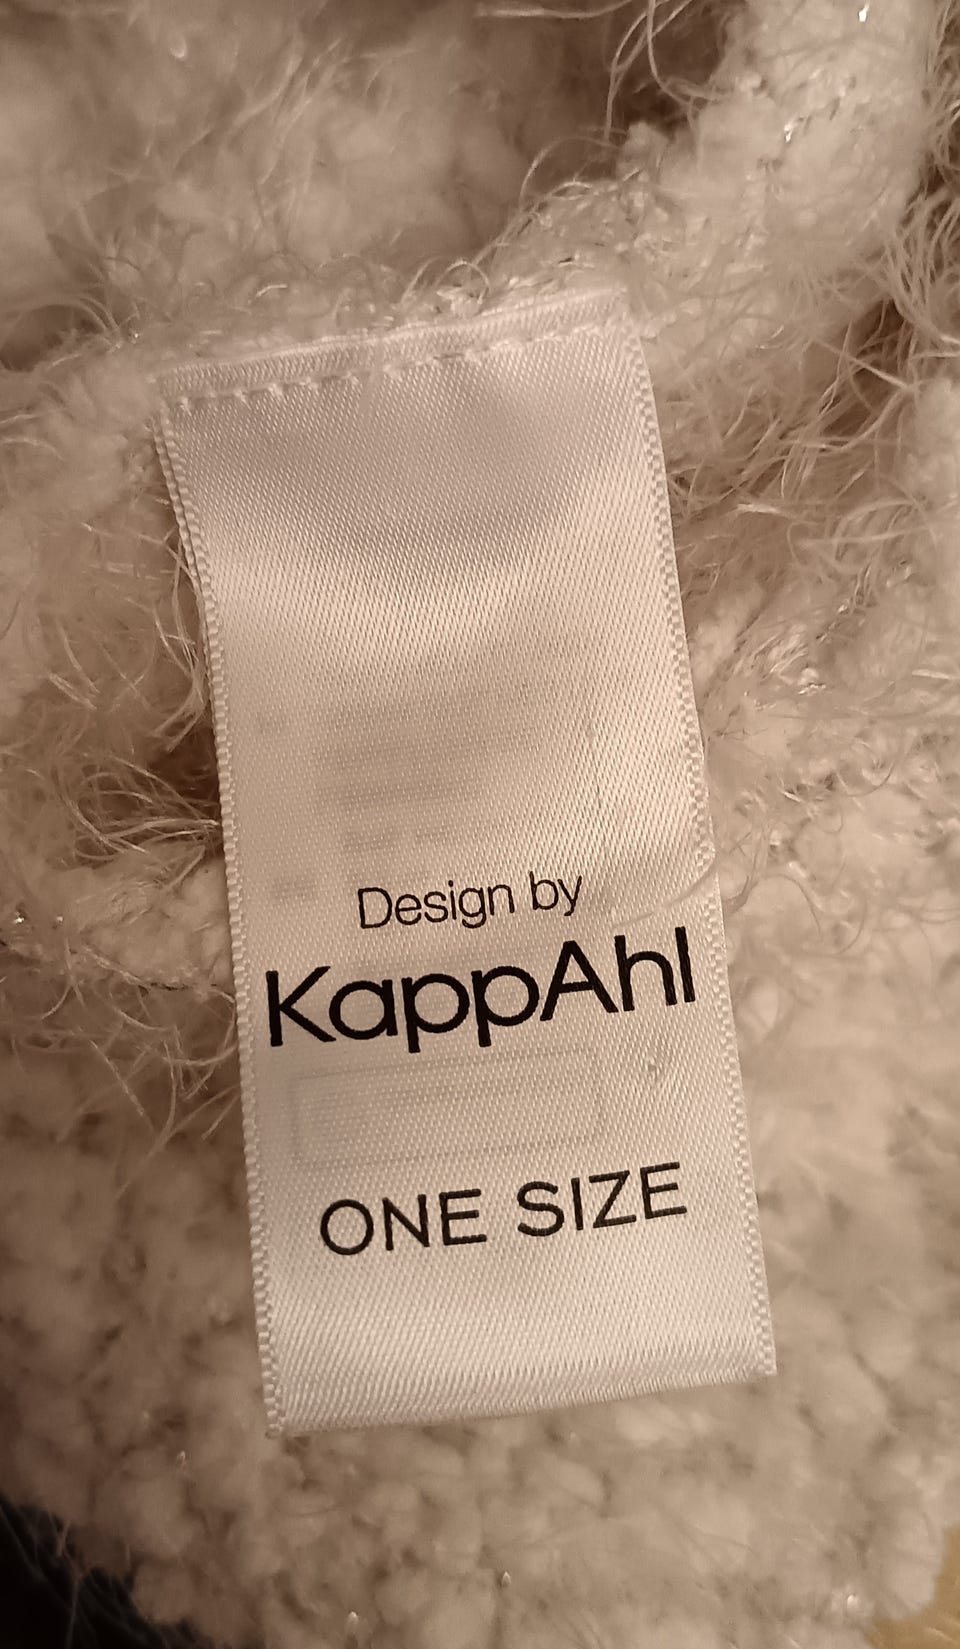 Design by
KappAhl
ONE SIZE